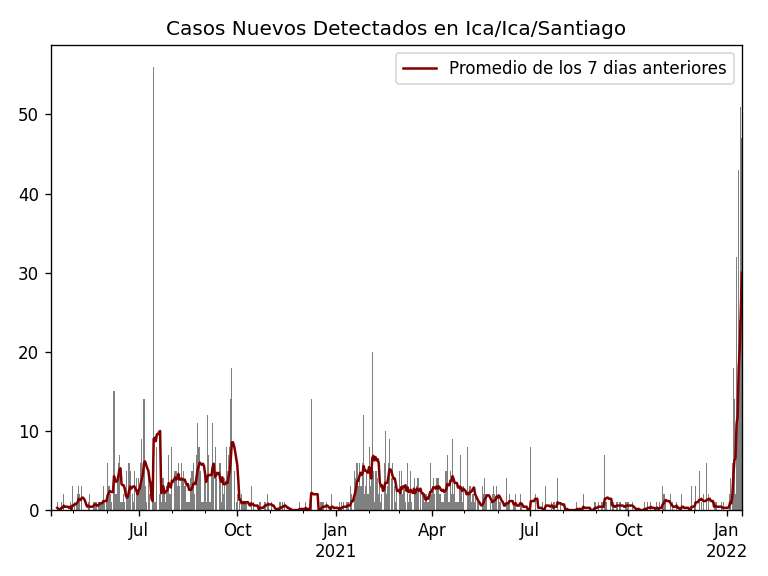 Casos Nuevos Detectados en Ica/Ica/Santiago
Promedio de los 7 dias anteriores
50
40
30
20
10
0
Jul Oct Jan Apr Jul Oct Jan
2021 2022